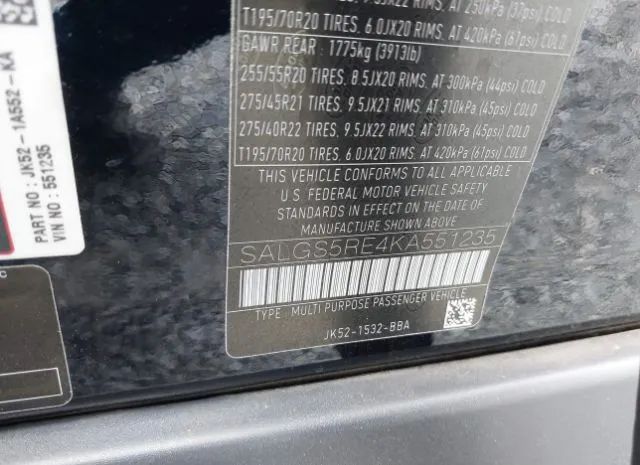 T195/70R20 TIRES, 6.0JX20 RIMS, AT 420kPa (61psi) COLD
GAWR REAR : 1775kg (3913lb)
255/55R20 TIRES, 8.5JX20 RIMS, AT 300kPa (44psi) COLD
275/45R21 TIRES, 9.5JX21 RIMS, AT 310kPa (45psi) COLD
275/40R22 TIRES, 9.5JX22 RIMS, AT 310kPa (45psi) COLD
T195/70R20 TIRES, 6.0JX20 RIMS, AT 420kPa (61psi) COLD
THIS VEHICLE CONFORMS TO ALL APPLICABLE
U.S. FEDERAL MOTOR VEHICLE SAFETY
STANDARDS IN EFFECT ON THE DATE OF
MANUFACTURE SHOWN ABOVE
SALGS5RE4KA551235
TYPE : MULTI PURPOSE PASSENGER VEHICLE
JK52-1532-BBA
PART NO : JK52-1A552-KA
VIN NO : 551235